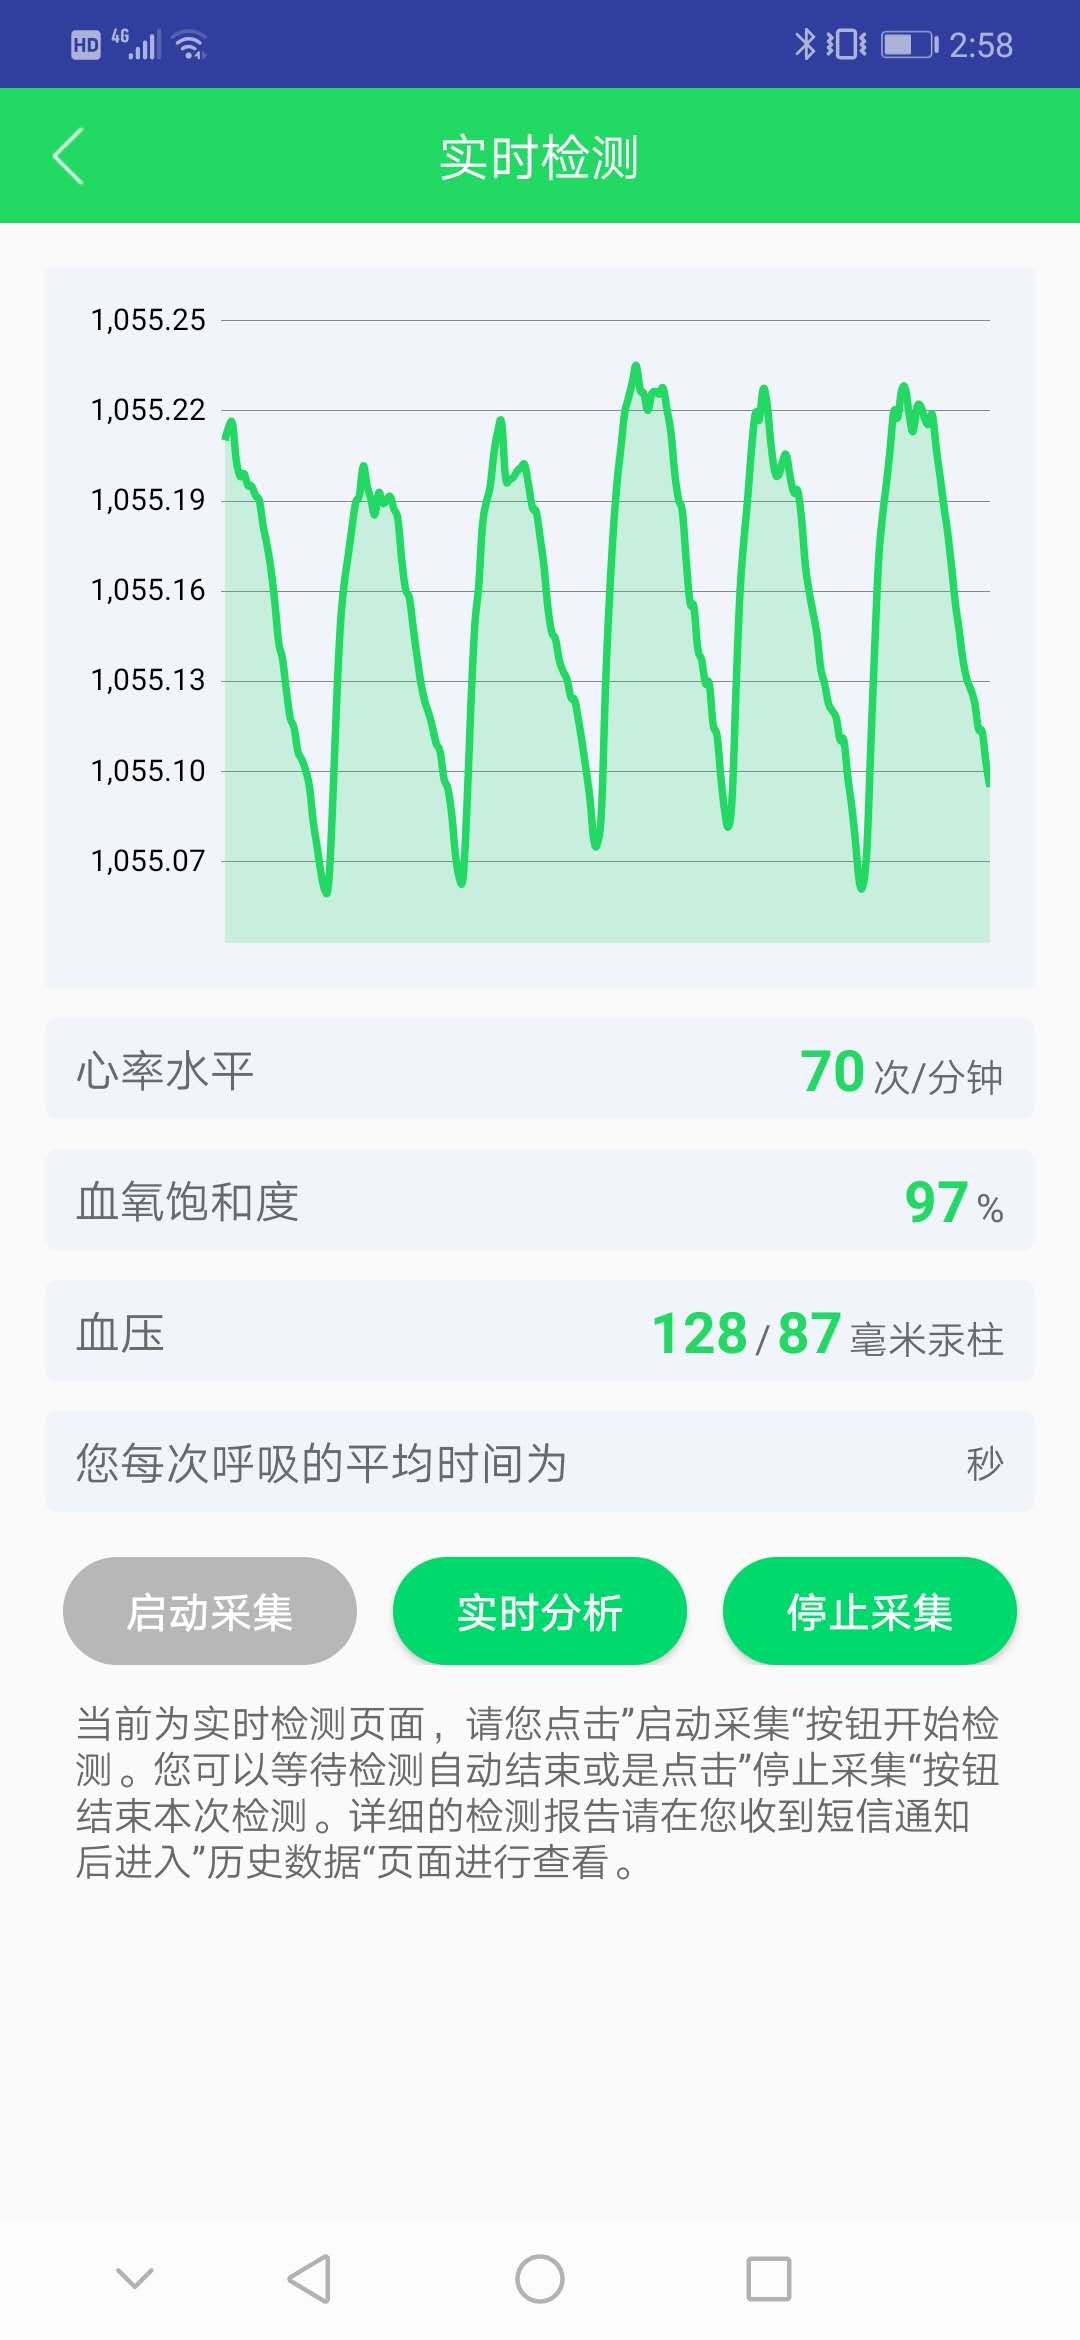 HD 4G 2:58
实时检测
1,055.25
1,055.22
1,055.19
1,055.16
1,055.13
1,055.10
1,055.07
心率水平 70 次/分钟
血氧饱和度 97 %
血压 128 / 87 毫米汞柱
您每次呼吸的平均时间为 秒
启动采集 实时分析 停止采集
当前为实时检测页面，请您点击”启动采集“按钮开始检
测。您可以等待检测自动结束或是点击”停止采集“按钮
结束本次检测。详细的检测报告请在您收到短信通知
后进入”历史数据“页面进行查看。